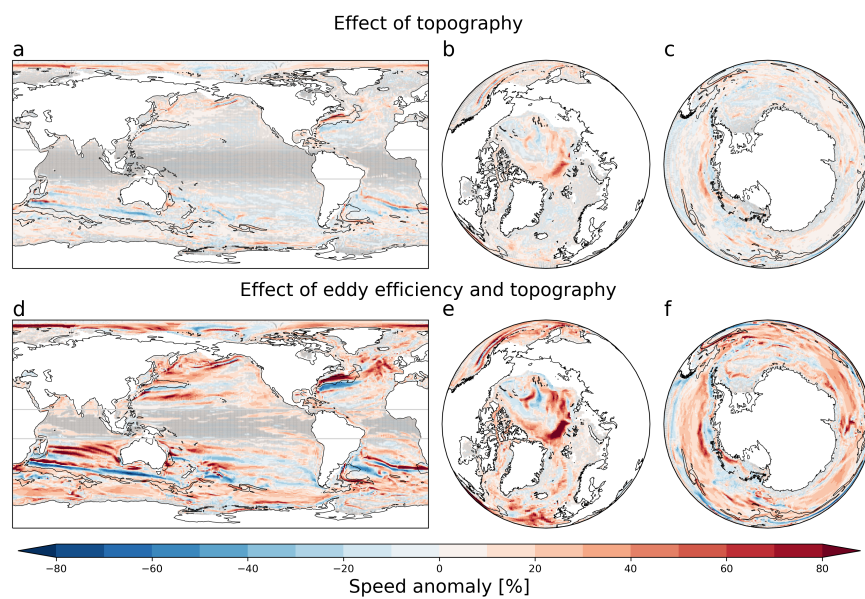 Effect of topography
a b c
Effect of eddy efficiency and topography
d e f
−80 −60 −40 −20 0 20 40 60 80
Speed anomaly [%]